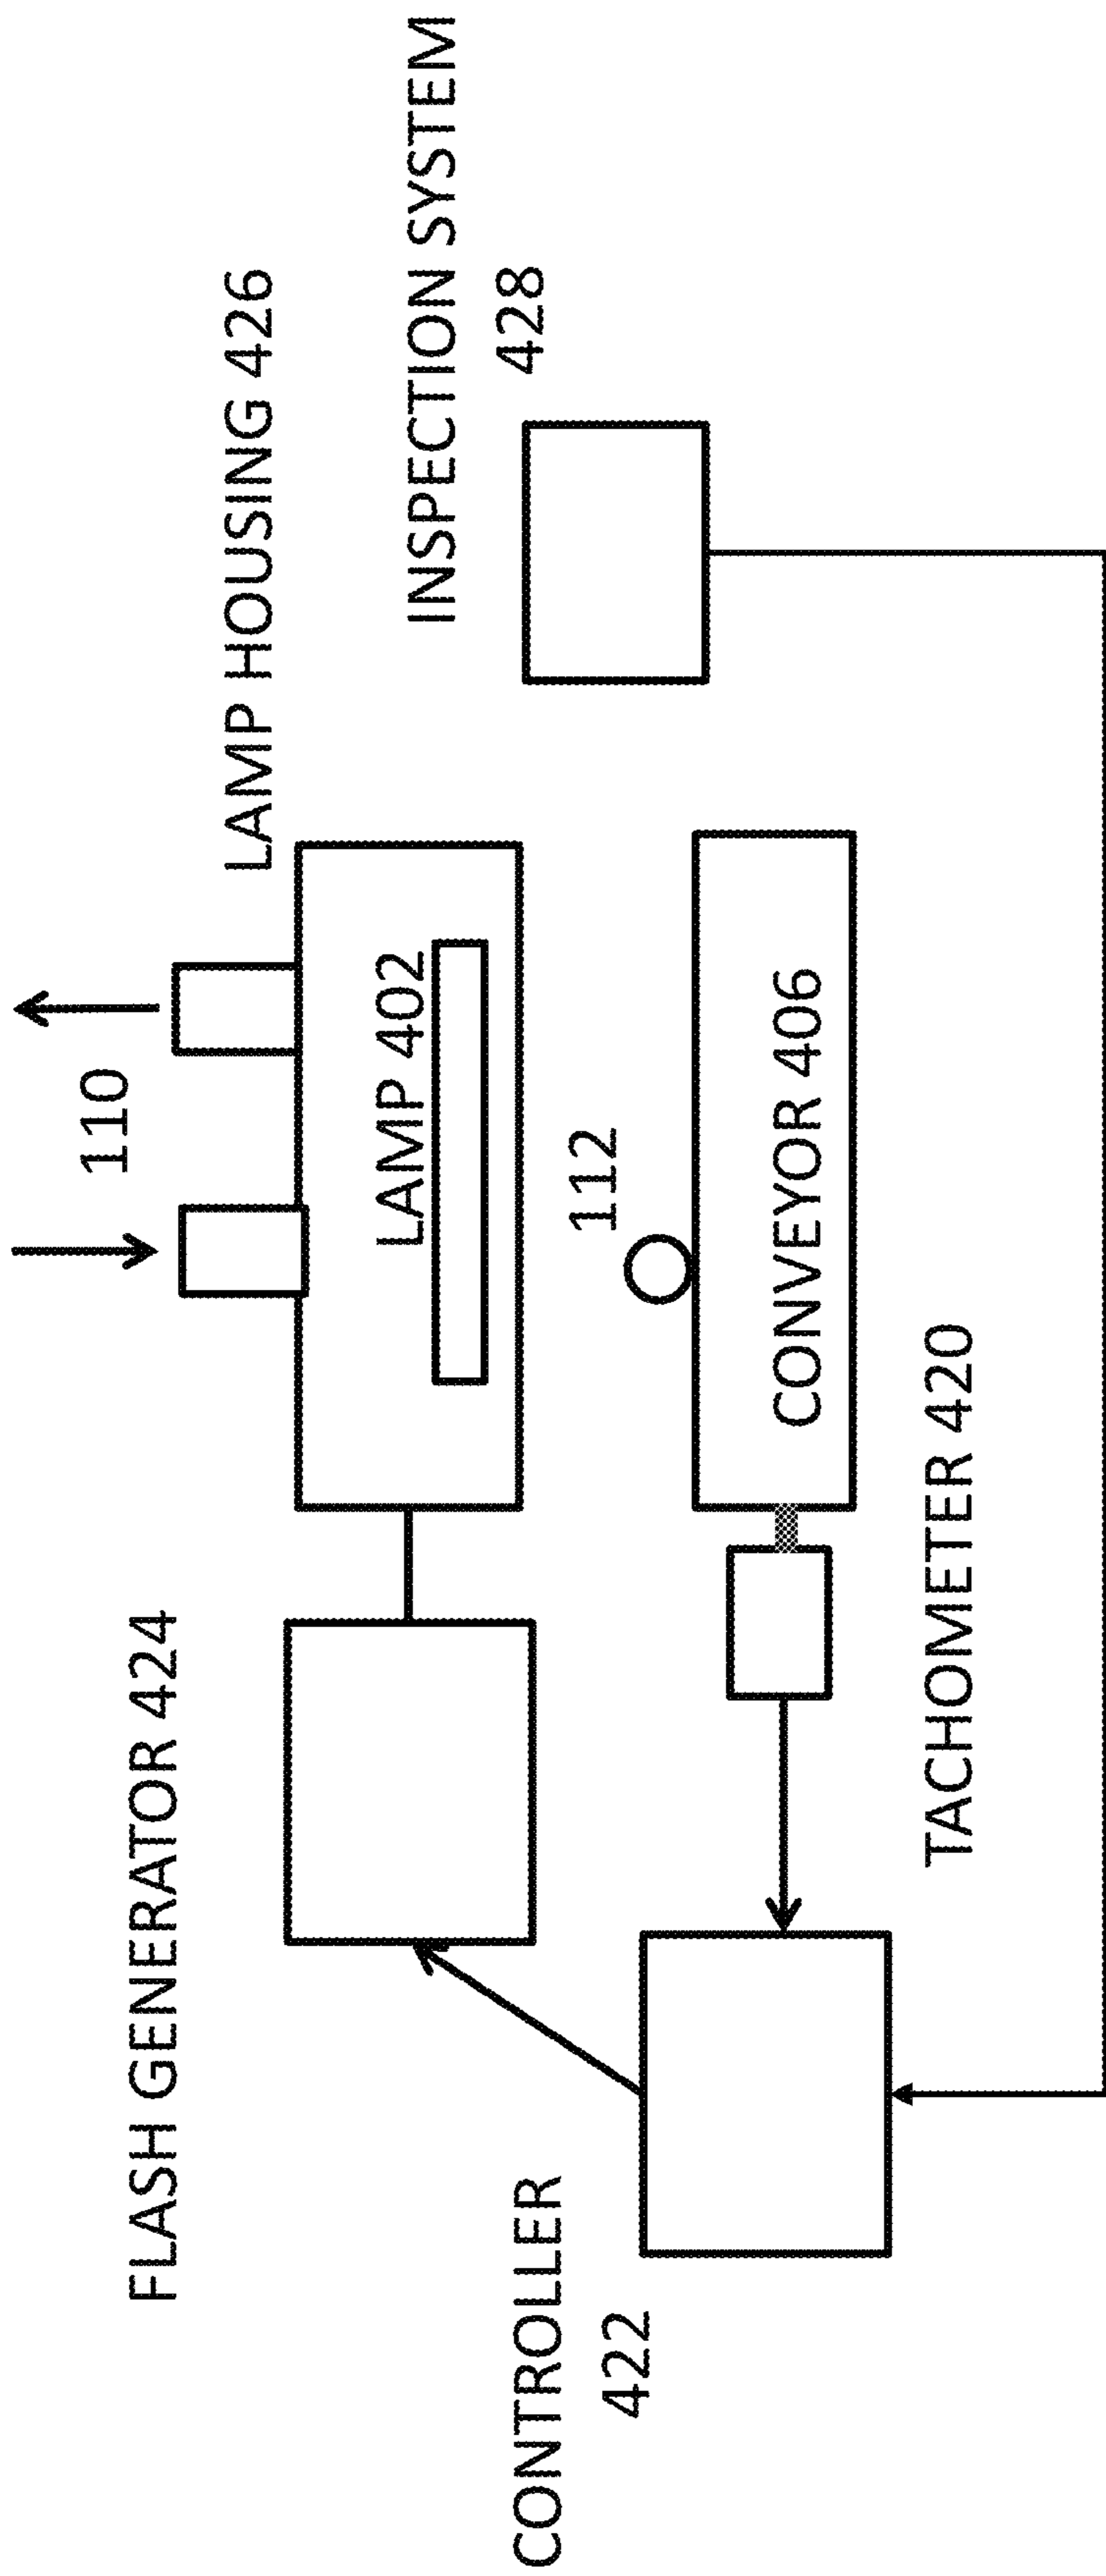 FLASH GENERATOR 424
110
LAMP HOUSING 426
LAMP 402
INSPECTION SYSTEM
428
CONTROLLER
422
112
CONVEYOR 406
TACHOMETER 420